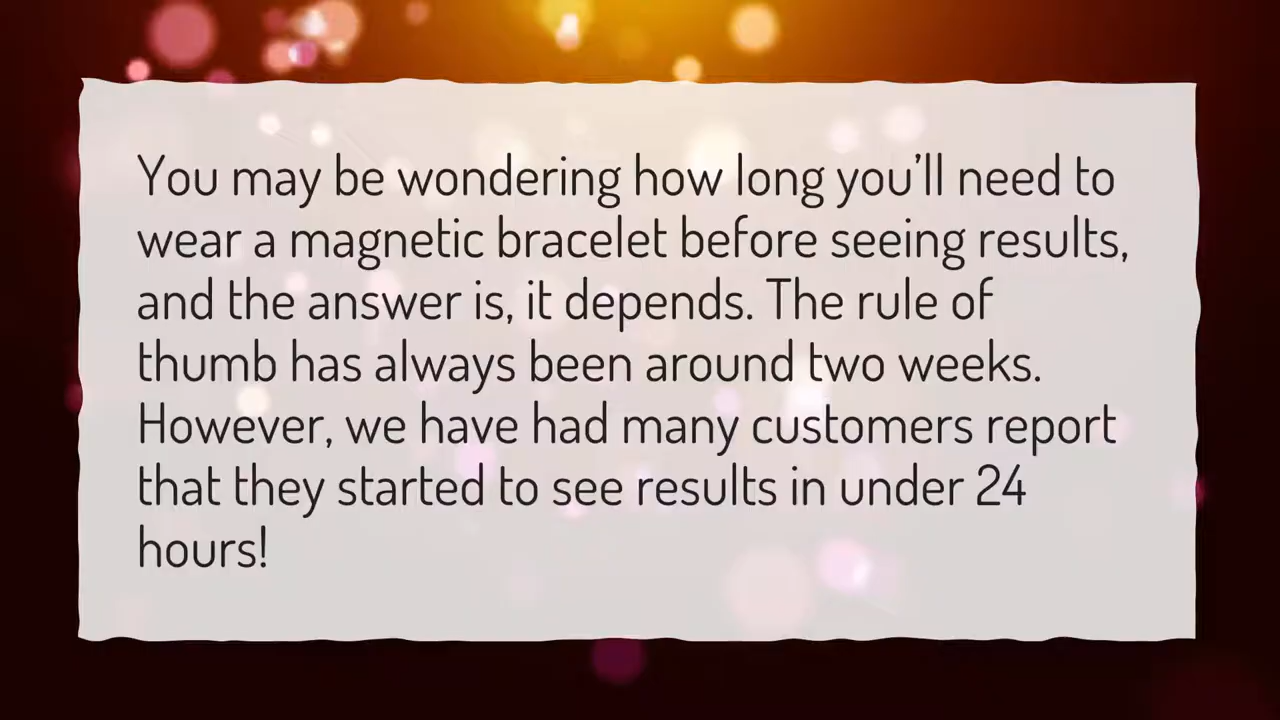 You may be wondering how long you’ll need to
wear a magnetic bracelet before seeing results,
and the answer is, it depends. The rule of
thumb has always been around two weeks.
However, we have had many customers report
that they started to see results in under 24
hours!